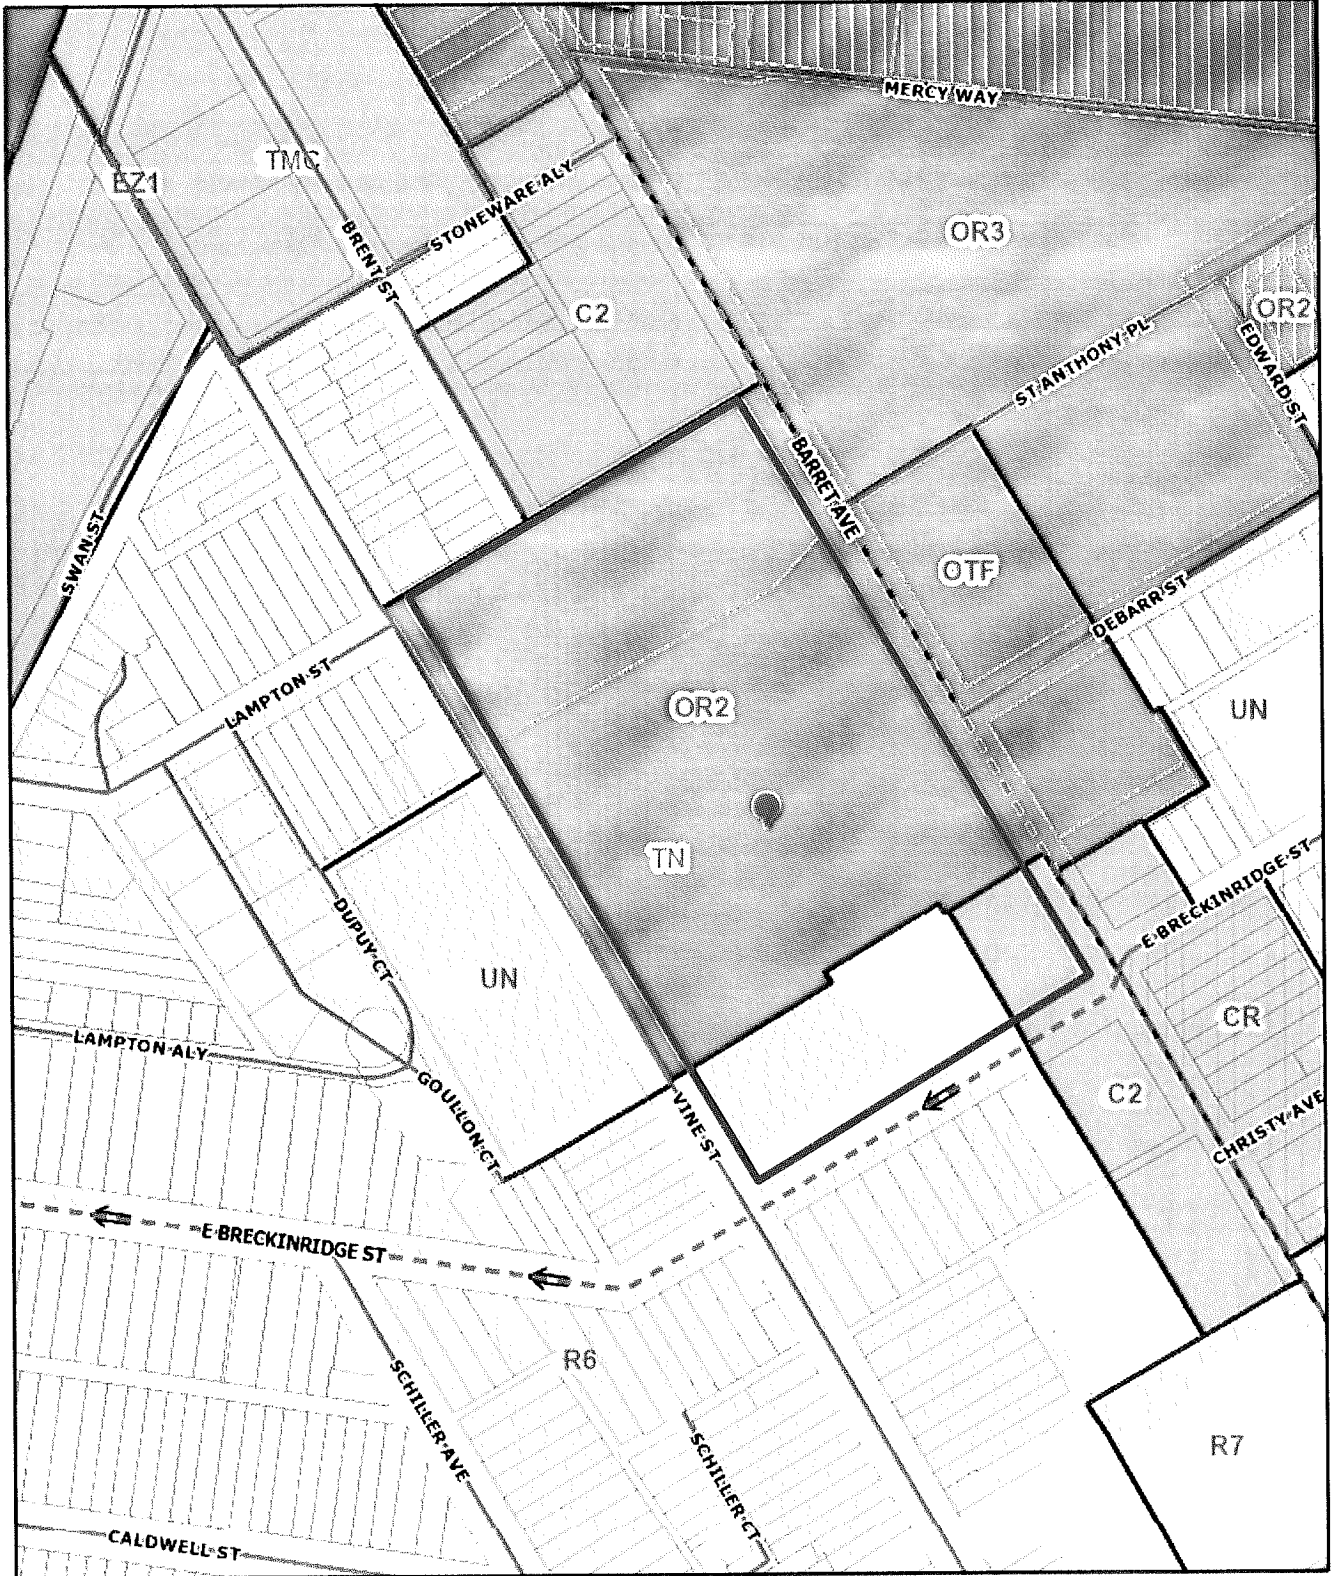 MERCY WAY
TMC
EZ1
STONEWARE ALY
OR3
BRENT ST
C2
OR2
ST ANTHONY PL
EDWARD ST
BARRET AVE
SWAN ST
OTF
DEBARR ST
LAMPTON ST
OR2
UN
TN
E BRECKINRIDGE ST
DUPUY CT
UN
CR
LAMPTON ALY
GOULLON CT
VINE ST
C2
CHRISTY AVE
E BRECKINRIDGE ST
R6
SCHILLER AVE
R7
SCHILLER CT
CALDWELL ST